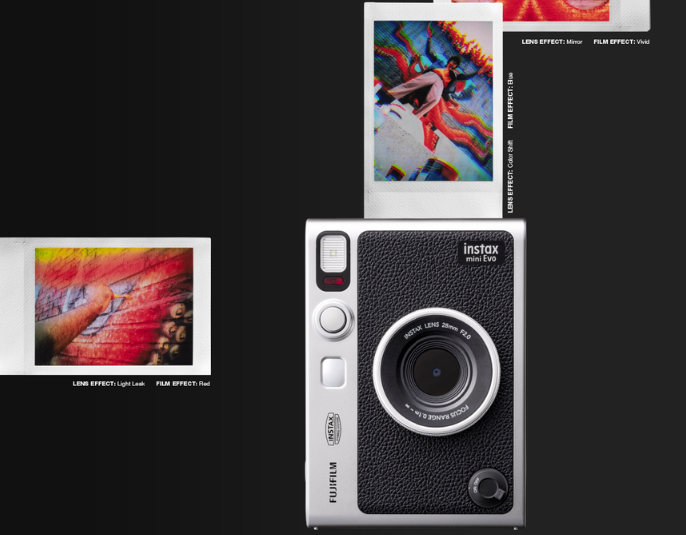 LENS EFFECT: Mirror FILM EFFECT: Vivid
LENS EFFECT: Color Shift FILM EFFECT: Blue
instax
mini Evo
INSTAX LENS 28mm F2.0
FOCUS RANGE 0.1m ~ ∞
LENS EFFECT: Light Leak FILM EFFECT: Red
INSTAX
FUJIFILM